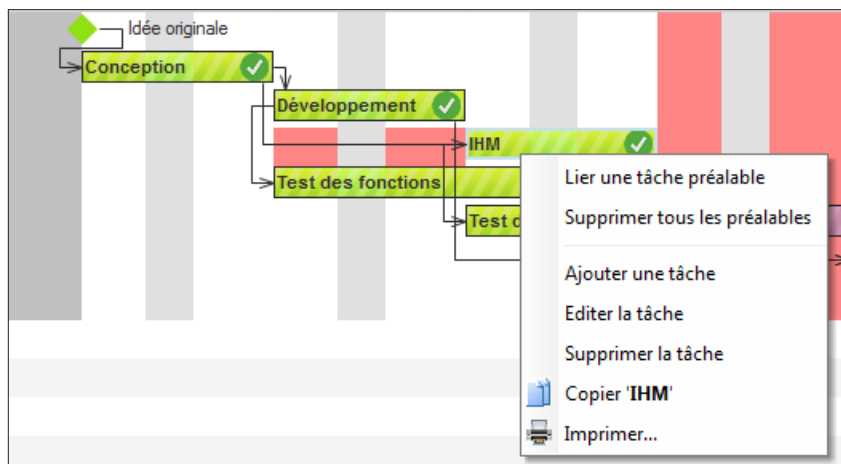 Idée originale
Conception
Développement
IHM
Test des fonctions
Test
Lier une tâche préalable
Supprimer tous les préalables
Ajouter une tâche
Editer la tâche
Supprimer la tâche
Copier 'IHM'
Imprimer...